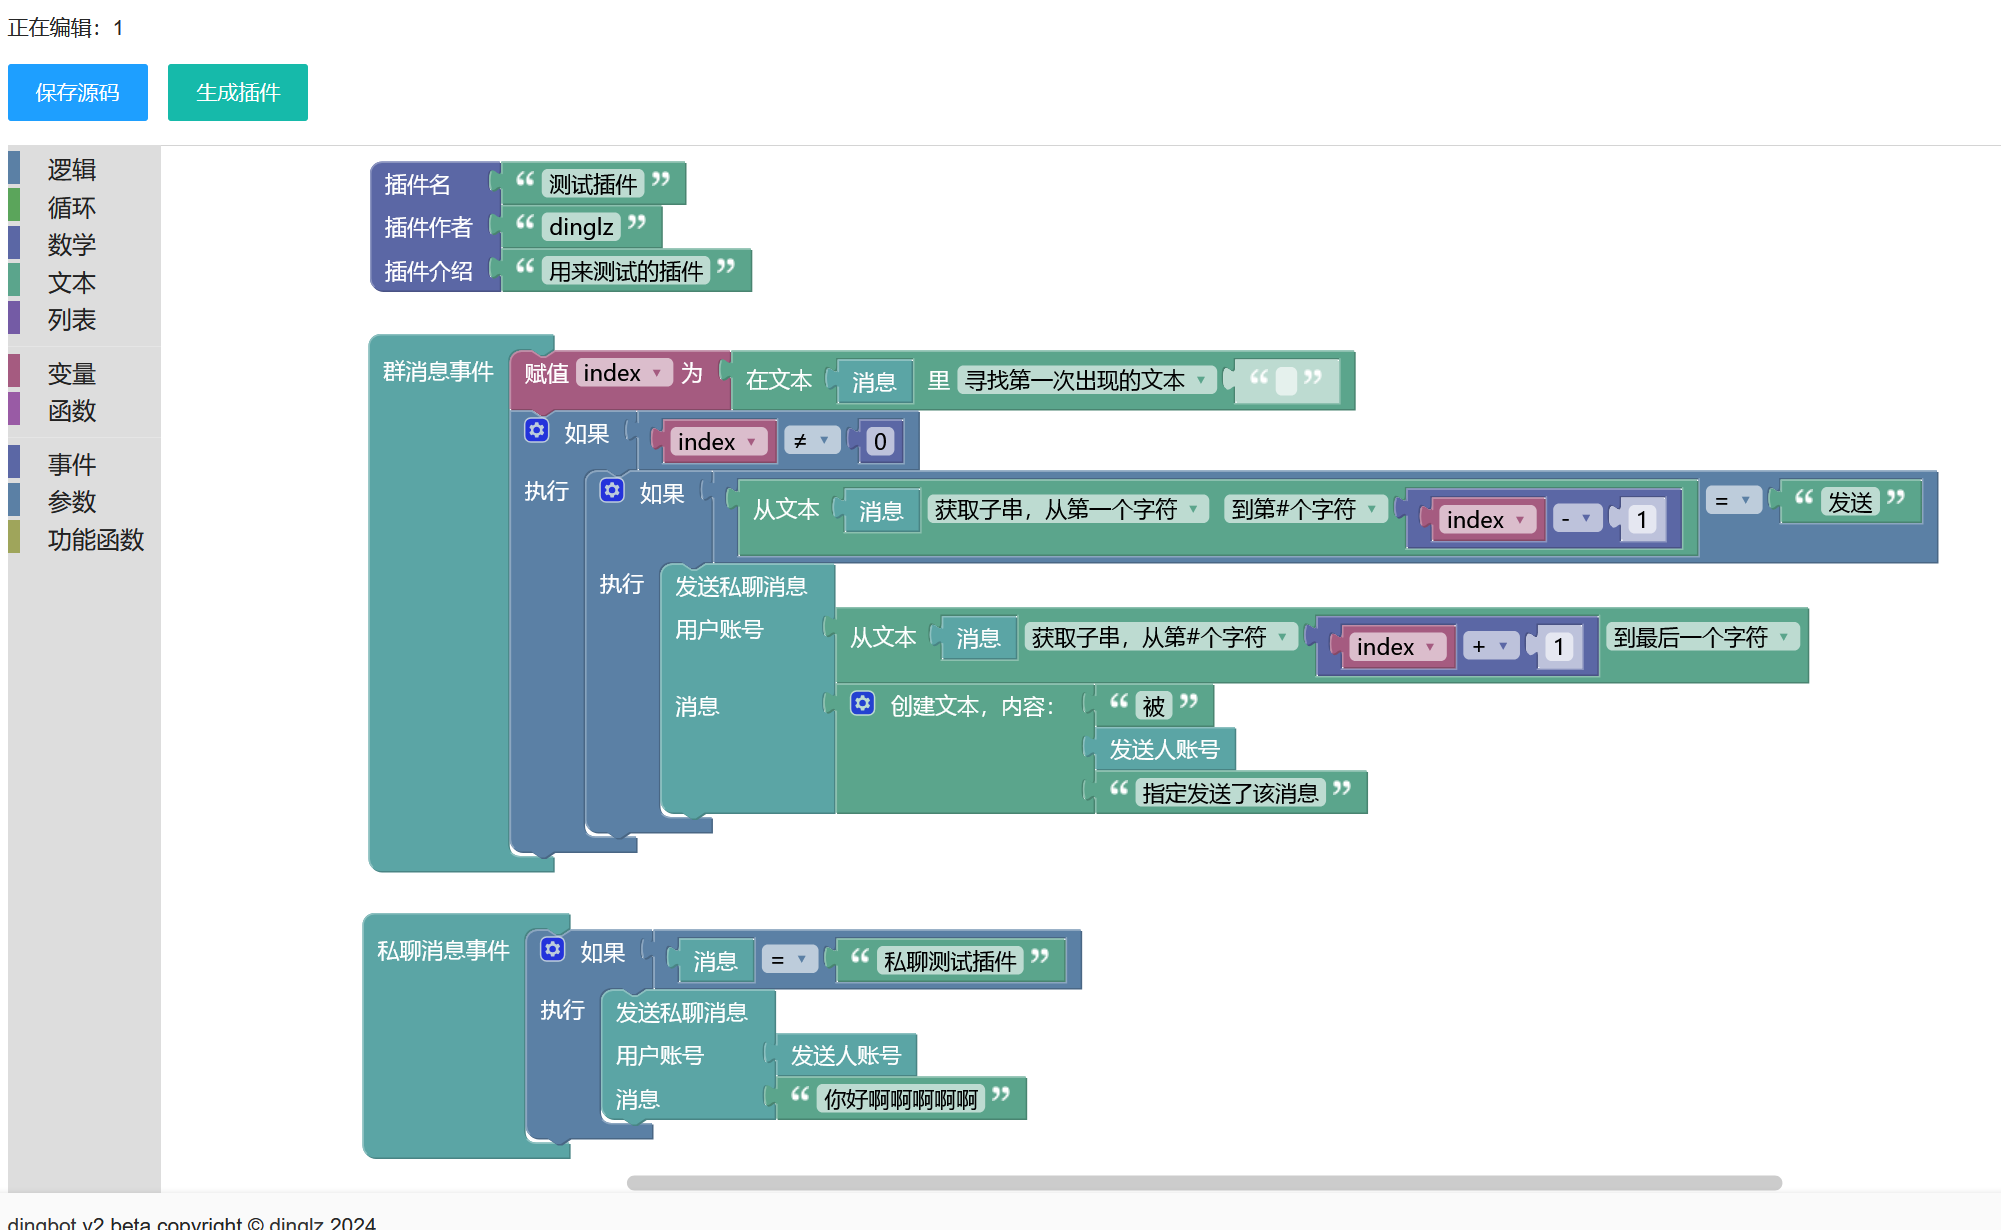 正在编辑：1
保存源码 生成插件
逻辑
循环
数学
文本
列表
变量
函数
事件
参数
功能函数
插件名 “ 测试插件 ”
插件作者 “ dinglz ”
插件介绍 “ 用来测试的插件 ”
群消息事件 赋值 index 为 在文本 消息 里 寻找第一次出现的文本 “ ”
如果 index ≠ 0
执行 如果 从文本 消息 获取子串，从第一个字符 到第#个字符 index - 1 = “ 发送 ”
执行 发送私聊消息
用户账号 从文本 消息 获取子串，从第#个字符 index + 1 到最后一个字符
消息 创建文本，内容： “ 被 ”
发送人账号
“ 指定发送了该消息 ”
私聊消息事件 如果 消息 = “ 私聊测试插件 ”
执行 发送私聊消息
用户账号 发送人账号
消息 “ 你好啊啊啊啊啊 ”
dingbot v2 beta copyright © dinglz 2024